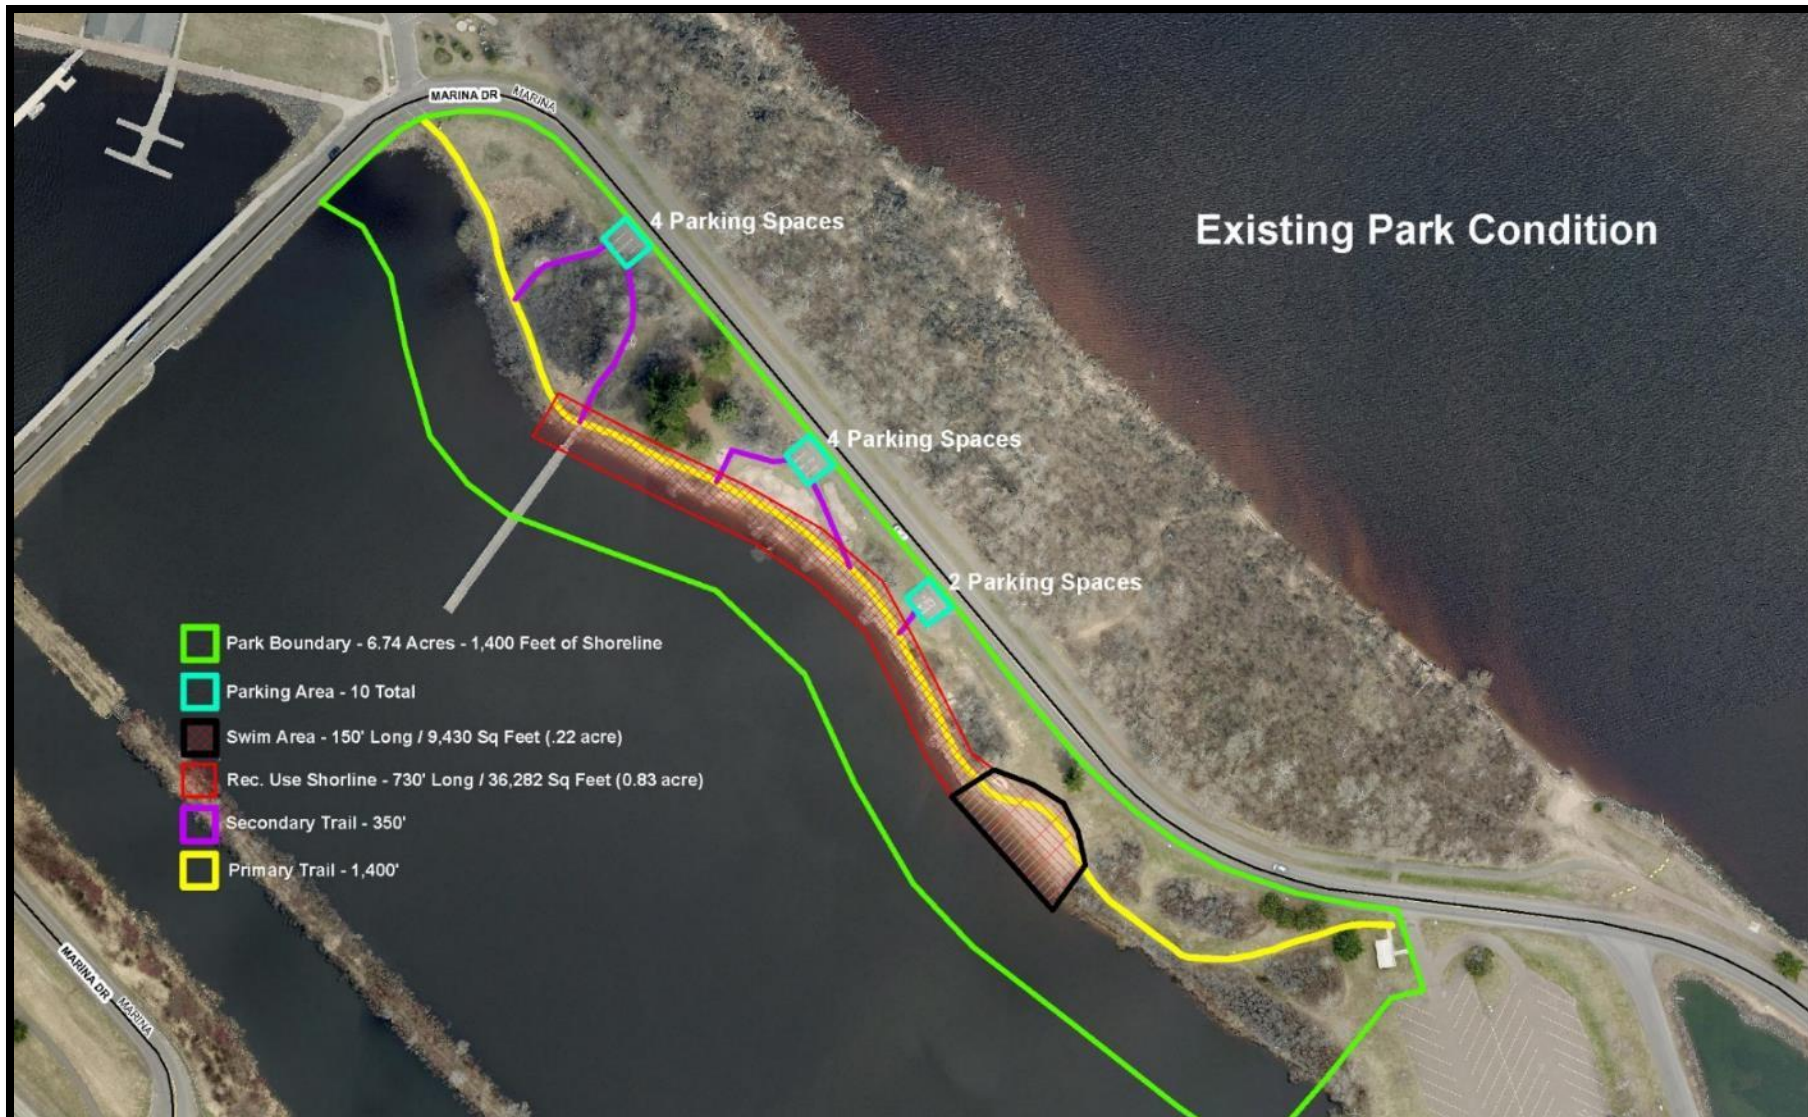 MARINA DR MARINA
4 Parking Spaces
Existing Park Condition
4 Parking Spaces
2 Parking Spaces
Park Boundary - 6.74 Acres - 1,400 Feet of Shoreline
Parking Area - 10 Total
Swim Area - 150' Long / 9,430 Sq Feet (.22 acre)
Rec. Use Shorline - 730' Long / 36,282 Sq Feet (0.83 acre)
Secondary Trail - 350'
Primary Trail - 1,400'
MARINA DR MARINA